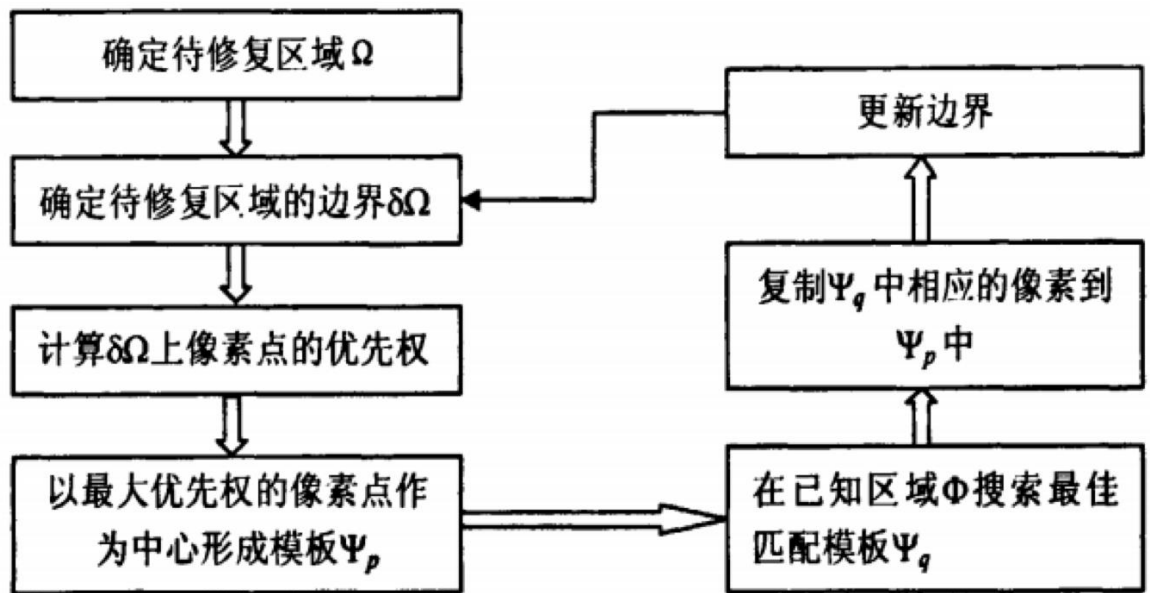 确定待修复区域Ω
确定待修复区域的边界δΩ
计算δΩ上像素点的优先权
以最大优先权的像素点作
为中心形成模板Ψp
在已知区域Φ搜索最佳
匹配模板Ψq
复制Ψq中相应的像素到
Ψp中
更新边界